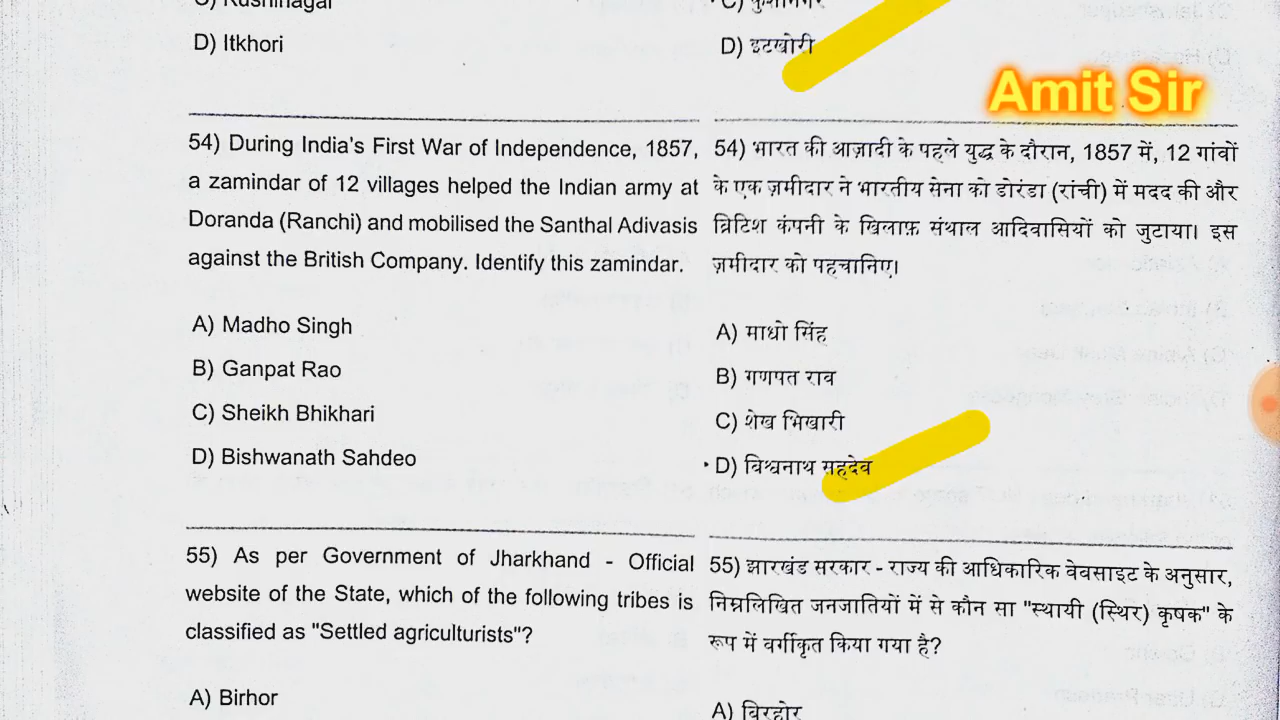 C) Kushinagar
D) Itkhori
C) कुशीनगर
D) इटखोरी
Amit Sir
54) During India's First War of Independence, 1857,
a zamindar of 12 villages helped the Indian army at
Doranda (Ranchi) and mobilised the Santhal Adivasis
against the British Company. Identify this zamindar.
A) Madho Singh
B) Ganpat Rao
C) Sheikh Bhikhari
D) Bishwanath Sahdeo
54) भारत की आज़ादी के पहले युद्ध के दौरान, 1857 में, 12 गांवों
के एक ज़मीदार ने भारतीय सेना को डोरंडा (रांची) में मदद की और
ब्रिटिश कंपनी के खिलाफ़ संथाल आदिवासियों को जुटाया। इस
ज़मीदार को पहचानिए।
A) माधो सिंह
B) गणपत राव
C) शेख भिखारी
D) बिश्वनाथ सहदेव
55) As per Government of Jharkhand - Official
website of the State, which of the following tribes is
classified as "Settled agriculturists"?
A) Birhor
55) झारखंड सरकार - राज्य की आधिकारिक वेवसाइट के अनुसार,
निम्नलिखित जनजातियों में से कौन सा "स्थायी (स्थिर) कृषक" के
रूप में वर्गीकृत किया गया है?
A) बिरहोर